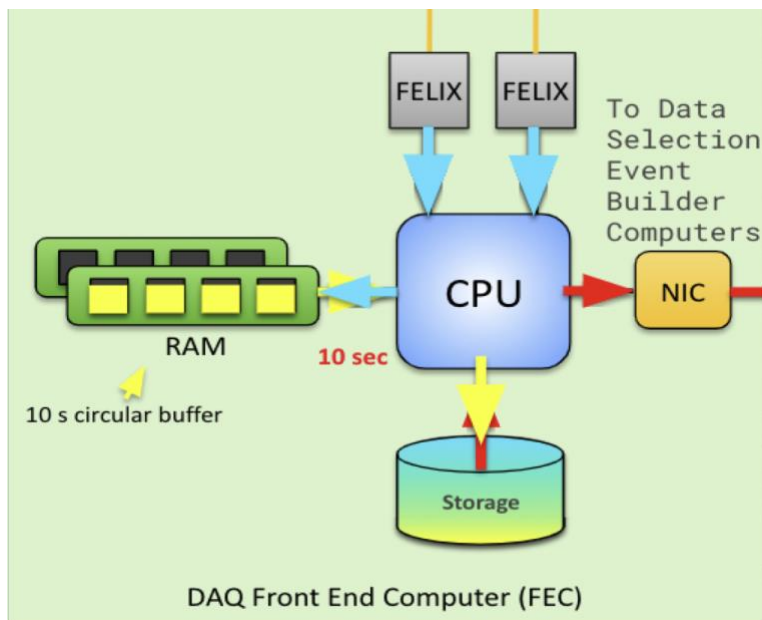 FELIX
FELIX
To Data
Selection
Event
Builder
Computers
CPU
NIC
RAM
10 sec
10 s circular buffer
Storage
DAQ Front End Computer (FEC)